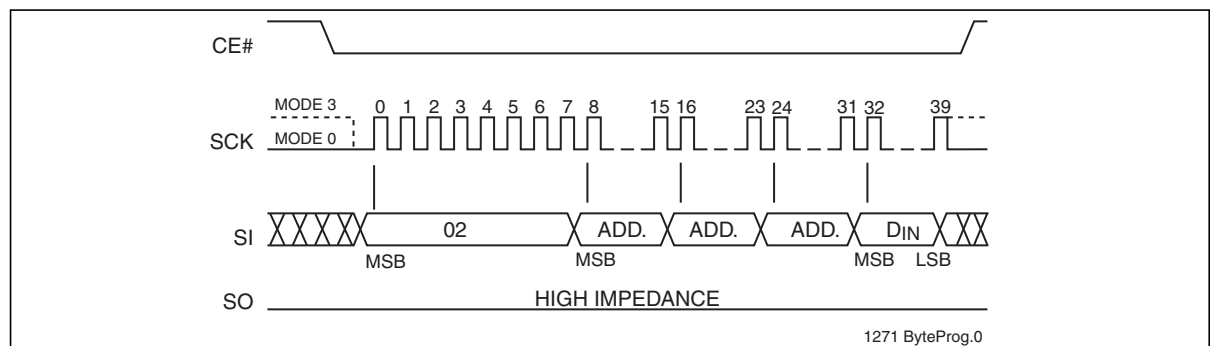 CE#
MODE 3 0 1 2 3 4 5 6 7 8 15 16 23 24 31 32 39
SCK MODE 0
SI 02 ADD. ADD. ADD. DIN
MSB MSB MSB LSB
SO HIGH IMPEDANCE
1271 ByteProg.0